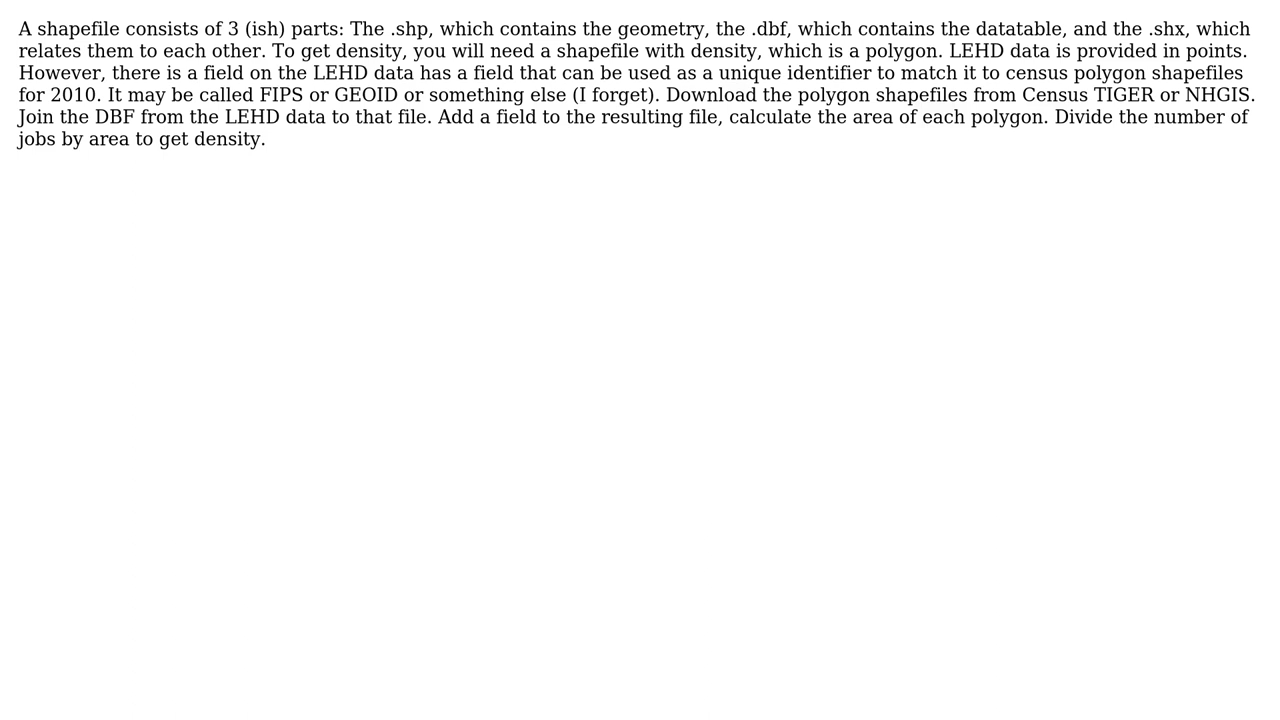 A shapefile consists of 3 (ish) parts: The .shp, which contains the geometry, the .dbf, which contains the datatable, and the .shx, which
relates them to each other. To get density, you will need a shapefile with density, which is a polygon. LEHD data is provided in points.
However, there is a field on the LEHD data has a field that can be used as a unique identifier to match it to census polygon shapefiles
for 2010. It may be called FIPS or GEOID or something else (I forget). Download the polygon shapefiles from Census TIGER or NHGIS.
Join the DBF from the LEHD data to that file. Add a field to the resulting file, calculate the area of each polygon. Divide the number of
jobs by area to get density.